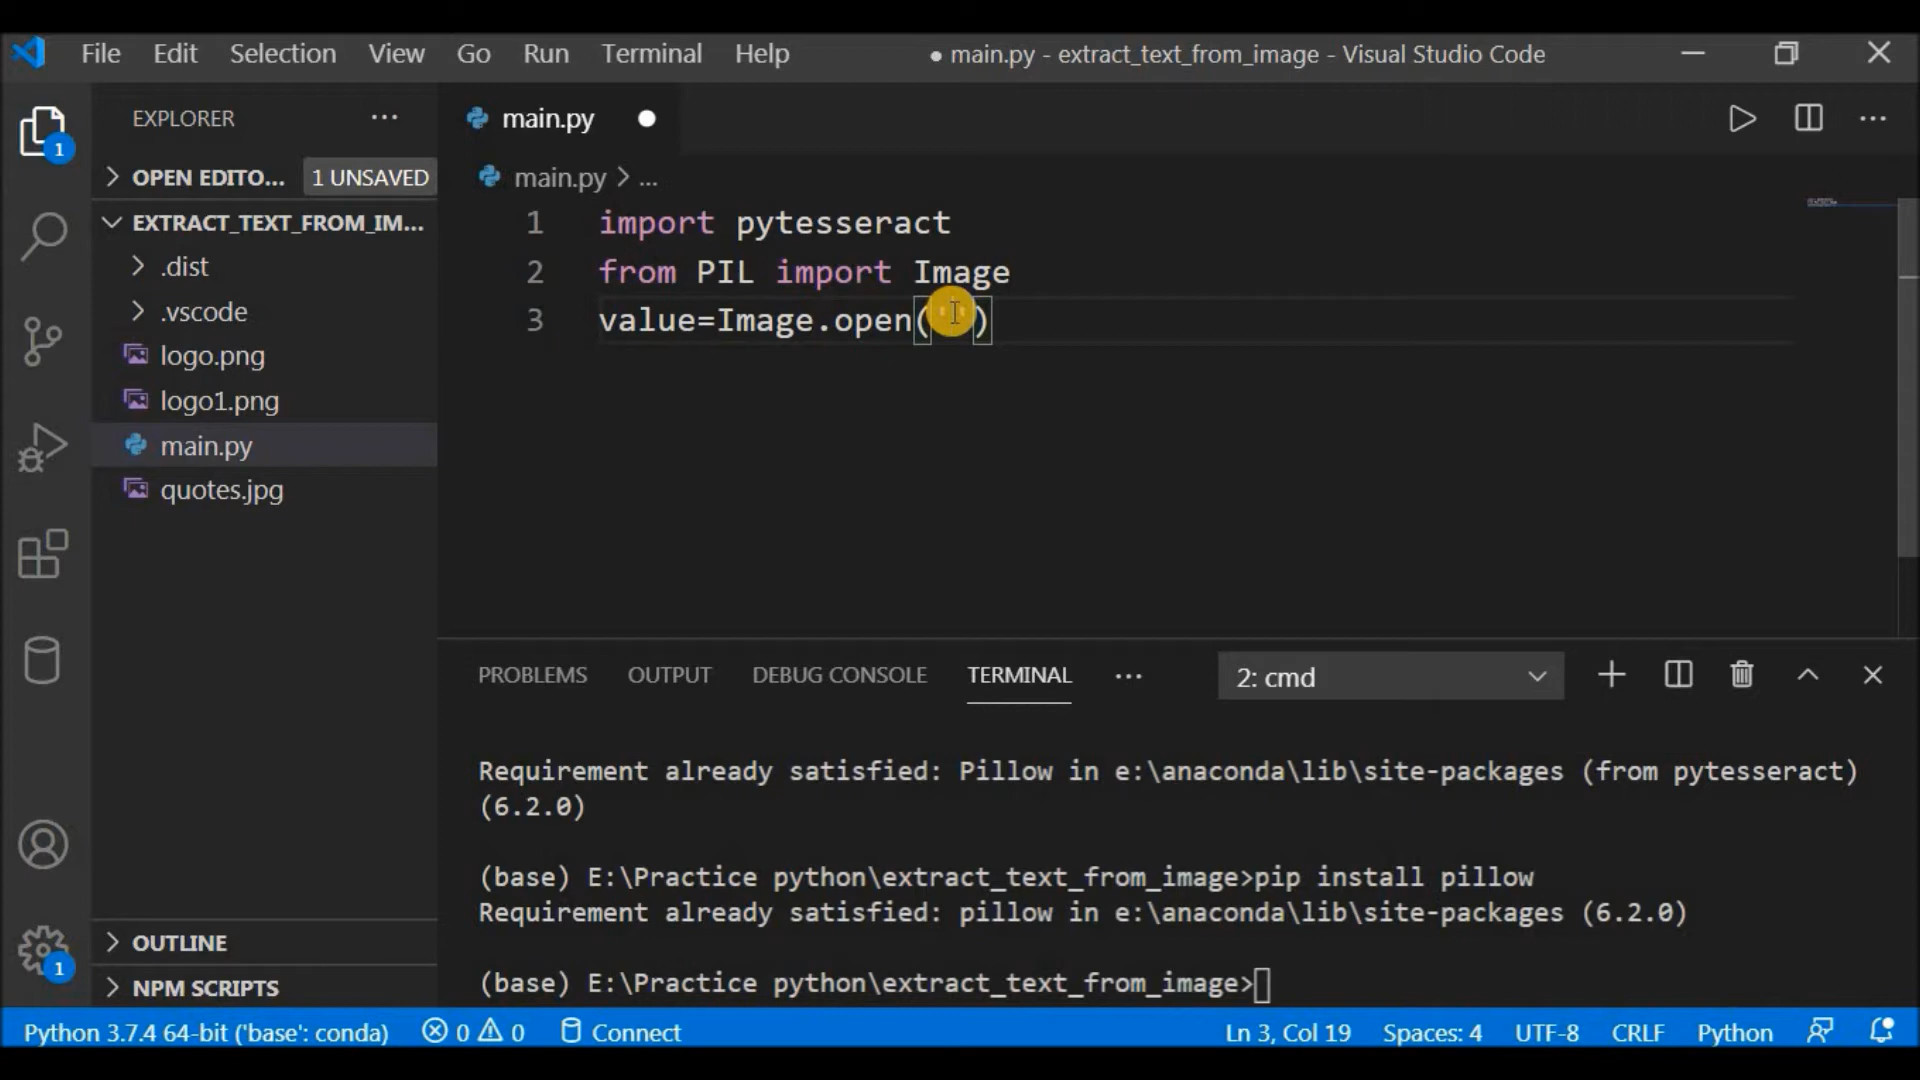 File Edit Selection View Go Run Terminal Help ● main.py - extract_text_from_image - Visual Studio Code
EXPLORER ···
main.py
OPEN EDITO... 1 UNSAVED
main.py > ...
EXTRACT_TEXT_FROM_IM...
.dist
.vscode
logo.png
logo1.png
main.py
quotes.jpg
1 import pytesseract
2 from PIL import Image
3 value=Image.open('')
PROBLEMS OUTPUT DEBUG CONSOLE TERMINAL ··· 2: cmd
Requirement already satisfied: Pillow in e:\anaconda\lib\site-packages (from pytesseract)
(6.2.0)
(base) E:\Practice python\extract_text_from_image>pip install pillow
Requirement already satisfied: pillow in e:\anaconda\lib\site-packages (6.2.0)
(base) E:\Practice python\extract_text_from_image>
1
1
OUTLINE
NPM SCRIPTS
Python 3.7.4 64-bit ('base': conda) 0 0 Connect Ln 3, Col 19 Spaces: 4 UTF-8 CRLF Python